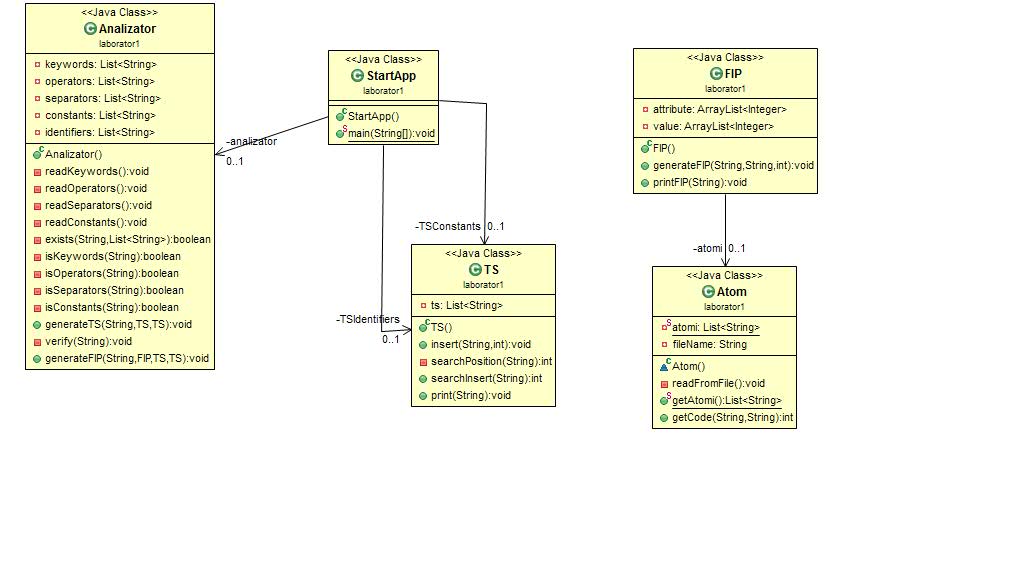 <<Java Class>>
Analizator
laborator1
keywords: List<String>
operators: List<String>
separators: List<String>
constants: List<String>
identifiers: List<String>
Analizator()
readKeywords():void
readOperators():void
readSeparators():void
readConstants():void
exists(String,List<String>):boolean
isKeywords(String):boolean
isOperators(String):boolean
isSeparators(String):boolean
isConstants(String):boolean
generateTS(String,TS,TS):void
verify(String):void
generateFIP(String,FIP,TS,TS):void
-analizator
0..1
<<Java Class>>
StartApp
laborator1
StartApp()
main(String[]):void
-TSConstants 0..1
-TSIdentifiers
0..1
<<Java Class>>
TS
laborator1
ts: List<String>
TS()
insert(String,int):void
searchPosition(String):int
searchInsert(String):int
print(String):void
<<Java Class>>
FIP
laborator1
attribute: ArrayList<Integer>
value: ArrayList<Integer>
FIP()
generateFIP(String,String,int):void
printFIP(String):void
-atomi 0..1
<<Java Class>>
Atom
laborator1
atomi: List<String>
fileName: String
Atom()
readFromFile():void
getAtomi():List<String>
getCode(String,String):int